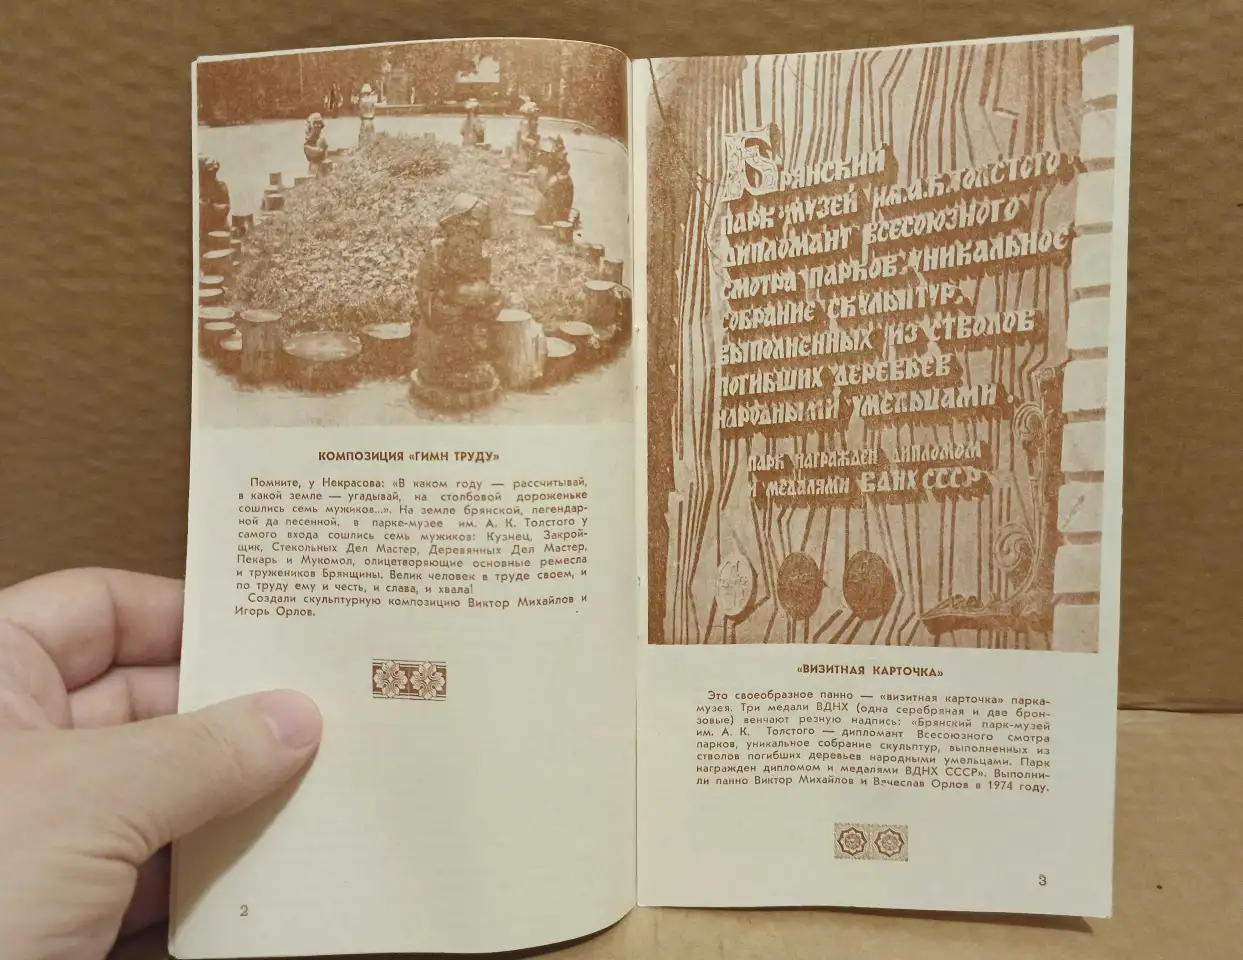 КОМПОЗИЦИЯ «ГИМН ТРУДУ»
Помните, у Некрасова: «В каком году — рассчитывай,
в какой земле — угадывай, на столбовой дороженьке
сошлись семь мужиков...». На земле брянской, легендар-
ной да песенной, в парке-музее им. А. К. Толстого у
самого входа сошлись семь мужиков: Кузнец, Закрой-
щик, Стекольных Дел Мастер, Деревянных Дел Мастер,
Пекарь и Мукомол, олицетворяющие основные ремесла
и тружеников Брянщины. Велик человек в труде своем, и
по труду ему и честь, и слава, и хвала!
Создали скульптурную композицию Виктор Михайлов и
Игорь Орлов.
2
БРЯНСКИЙ
ПАРК-МУЗЕЙ ИМ. А.К.ТОЛСТОГО
ДИПЛОМАНТ ВСЕСОЮЗНОГО
СМОТРА ПАРКОВ. УНИКАЛЬНОЕ
СОБРАНИЕ СКУЛЬПТУР,
ВЫПОЛНЕННЫХ ИЗ СТВОЛОВ
ПОГИБШИХ ДЕРЕВЬЕВ
НАРОДНЫМИ УМЕЛЬЦАМИ.
ПАРК НАГРАЖДЕН ДИПЛОМОМ
И МЕДАЛЯМИ ВДНХ СССР
«ВИЗИТНАЯ КАРТОЧКА»
Это своеобразное панно — «визитная карточка» парка-
музея. Три медали ВДНХ (одна серебряная и две брон-
зовые) венчают резную надпись: «Брянский парк-музей
им. А. К. Толстого — дипломант Всесоюзного смотра
парков, уникальное собрание скульптур, выполненных из
стволов погибших деревьев народными умельцами. Парк
награжден дипломом и медалями ВДНХ СССР». Выполни-
ли панно Виктор Михайлов и Вячеслав Орлов в 1974 году.
3